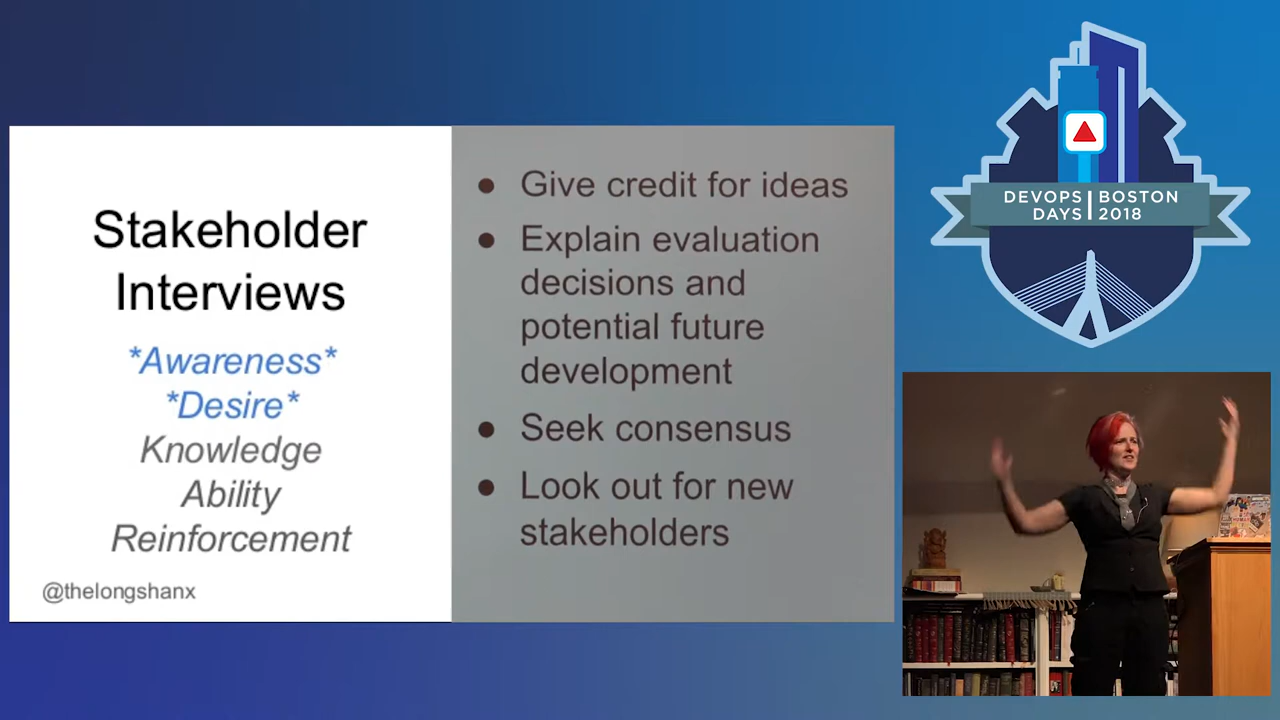 Stakeholder
Interviews
*Awareness*
*Desire*
Knowledge
Ability
Reinforcement
@thelongshanx
● Give credit for ideas
● Explain evaluation
decisions and
potential future
development
● Seek consensus
● Look out for new
stakeholders
DEVOPS | BOSTON
DAYS | 2018